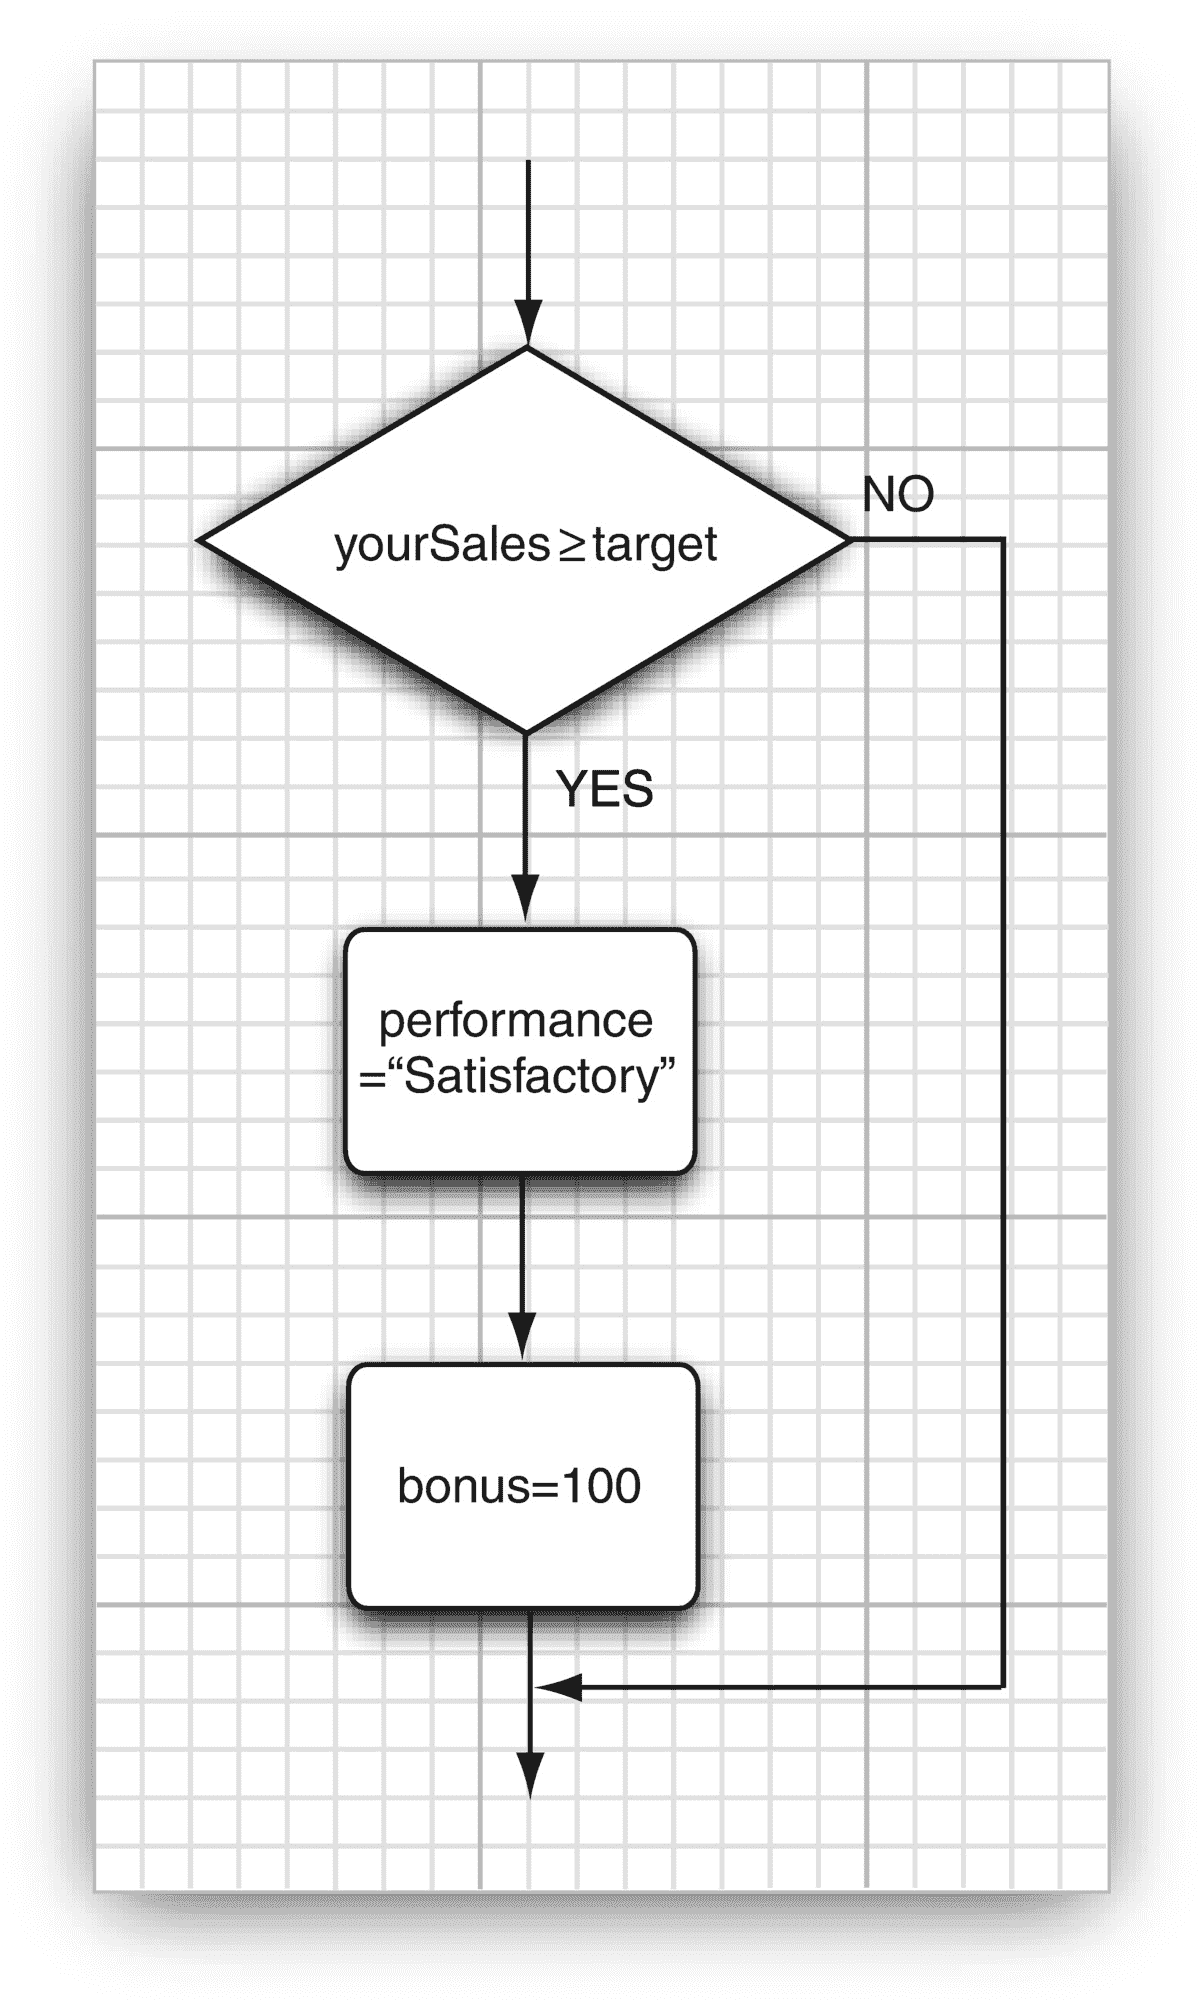 yourSales≥target
NO
YES
performance
=“Satisfactory”
bonus=100